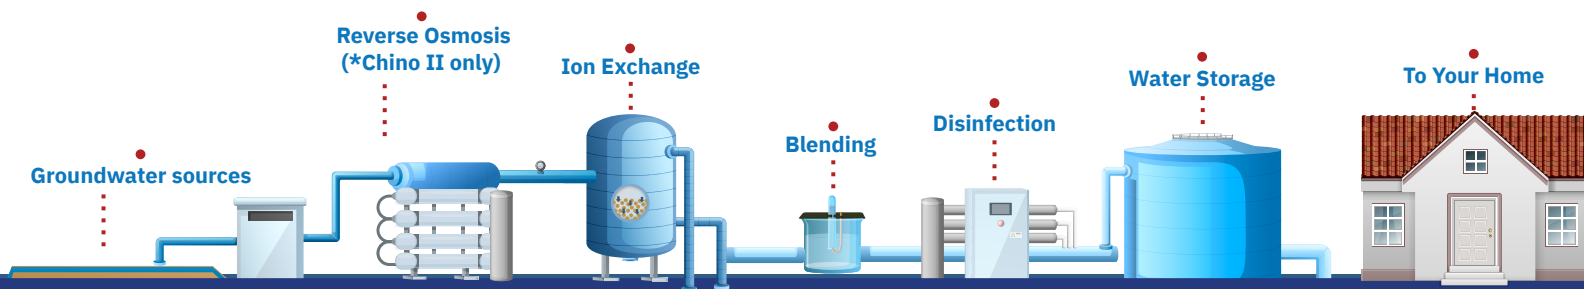 Groundwater sources
Reverse Osmosis
(*Chino II only)
Ion Exchange
Blending
Disinfection
Water Storage
To Your Home